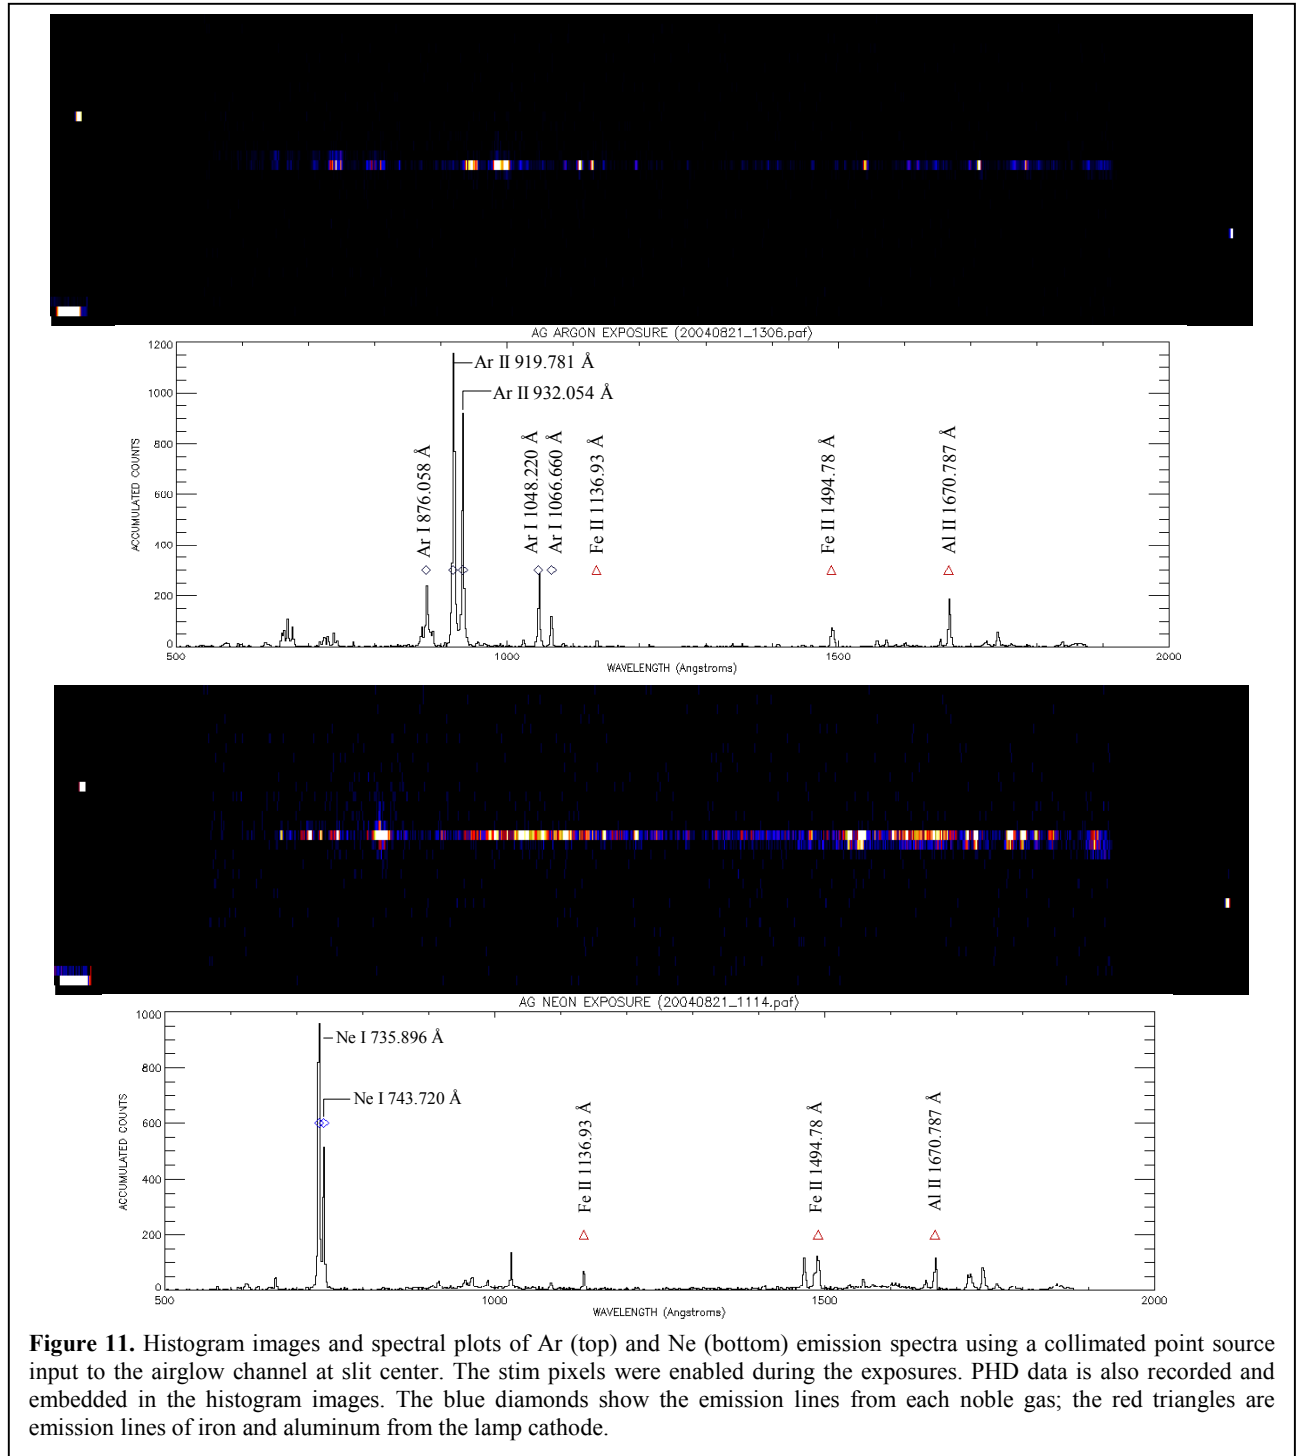 AG ARGON EXPOSURE (20040821_1306.paf)
1200
1000
800
600
400
200
0
ACCUMULATED COUNTS
Ar II 919.781 Å
Ar II 932.054 Å
Ar I 876.058 Å
Ar I 1048.220 Å
Ar I 1066.660 Å
Fe II 1136.93 Å
Fe II 1494.78 Å
Al II 1670.787 Å
500 1000 1500 2000
WAVELENGTH (Angstroms)
AG NEON EXPOSURE (20040821_1114.paf)
1000
800
600
400
200
0
ACCUMULATED COUNTS
Ne I 735.896 Å
Ne I 743.720 Å
Fe II 1136.93 Å
Fe II 1494.78 Å
Al II 1670.787 Å
500 1000 1500 2000
WAVELENGTH (Angstroms)
Figure 11. Histogram images and spectral plots of Ar (top) and Ne (bottom) emission spectra using a collimated point source
input to the airglow channel at slit center. The stim pixels were enabled during the exposures. PHD data is also recorded and
embedded in the histogram images. The blue diamonds show the emission lines from each noble gas; the red triangles are
emission lines of iron and aluminum from the lamp cathode.